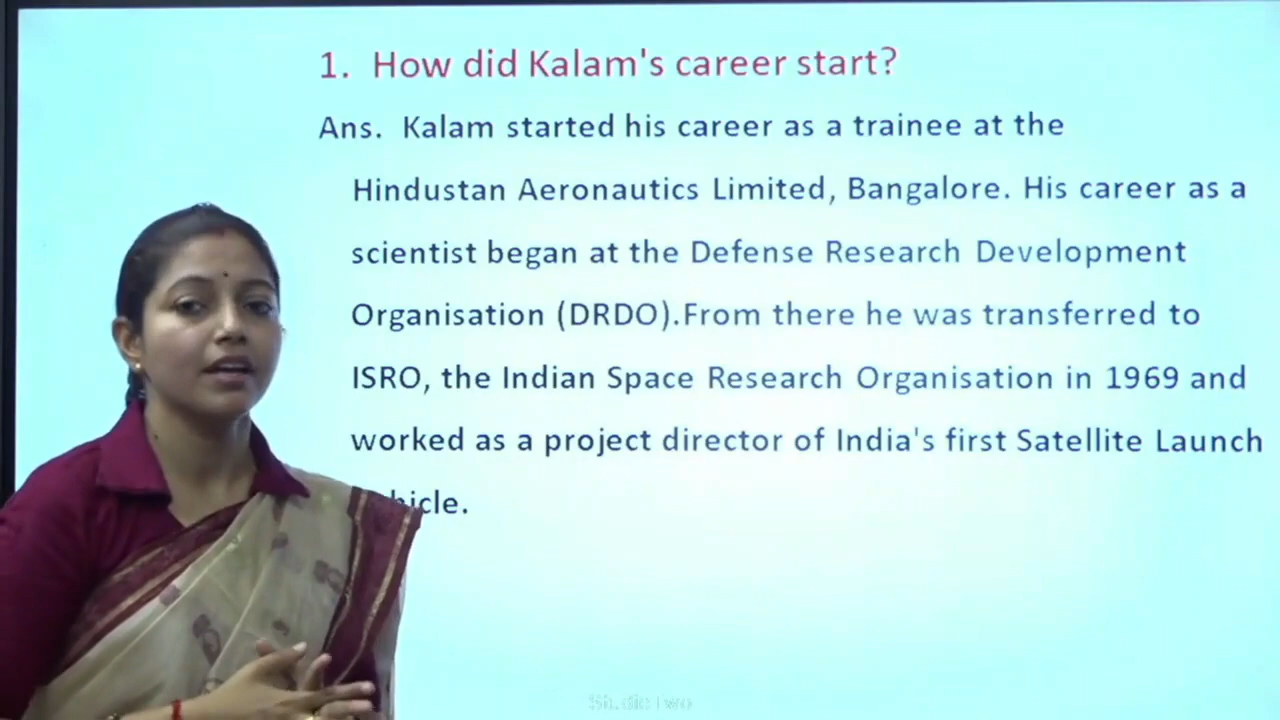 1. How did Kalam's career start?
Ans. Kalam started his career as a trainee at the
Hindustan Aeronautics Limited, Bangalore. His career as a
scientist began at the Defense Research Development
Organisation (DRDO).From there he was transferred to
ISRO, the Indian Space Research Organisation in 1969 and
worked as a project director of India's first Satellite Launch